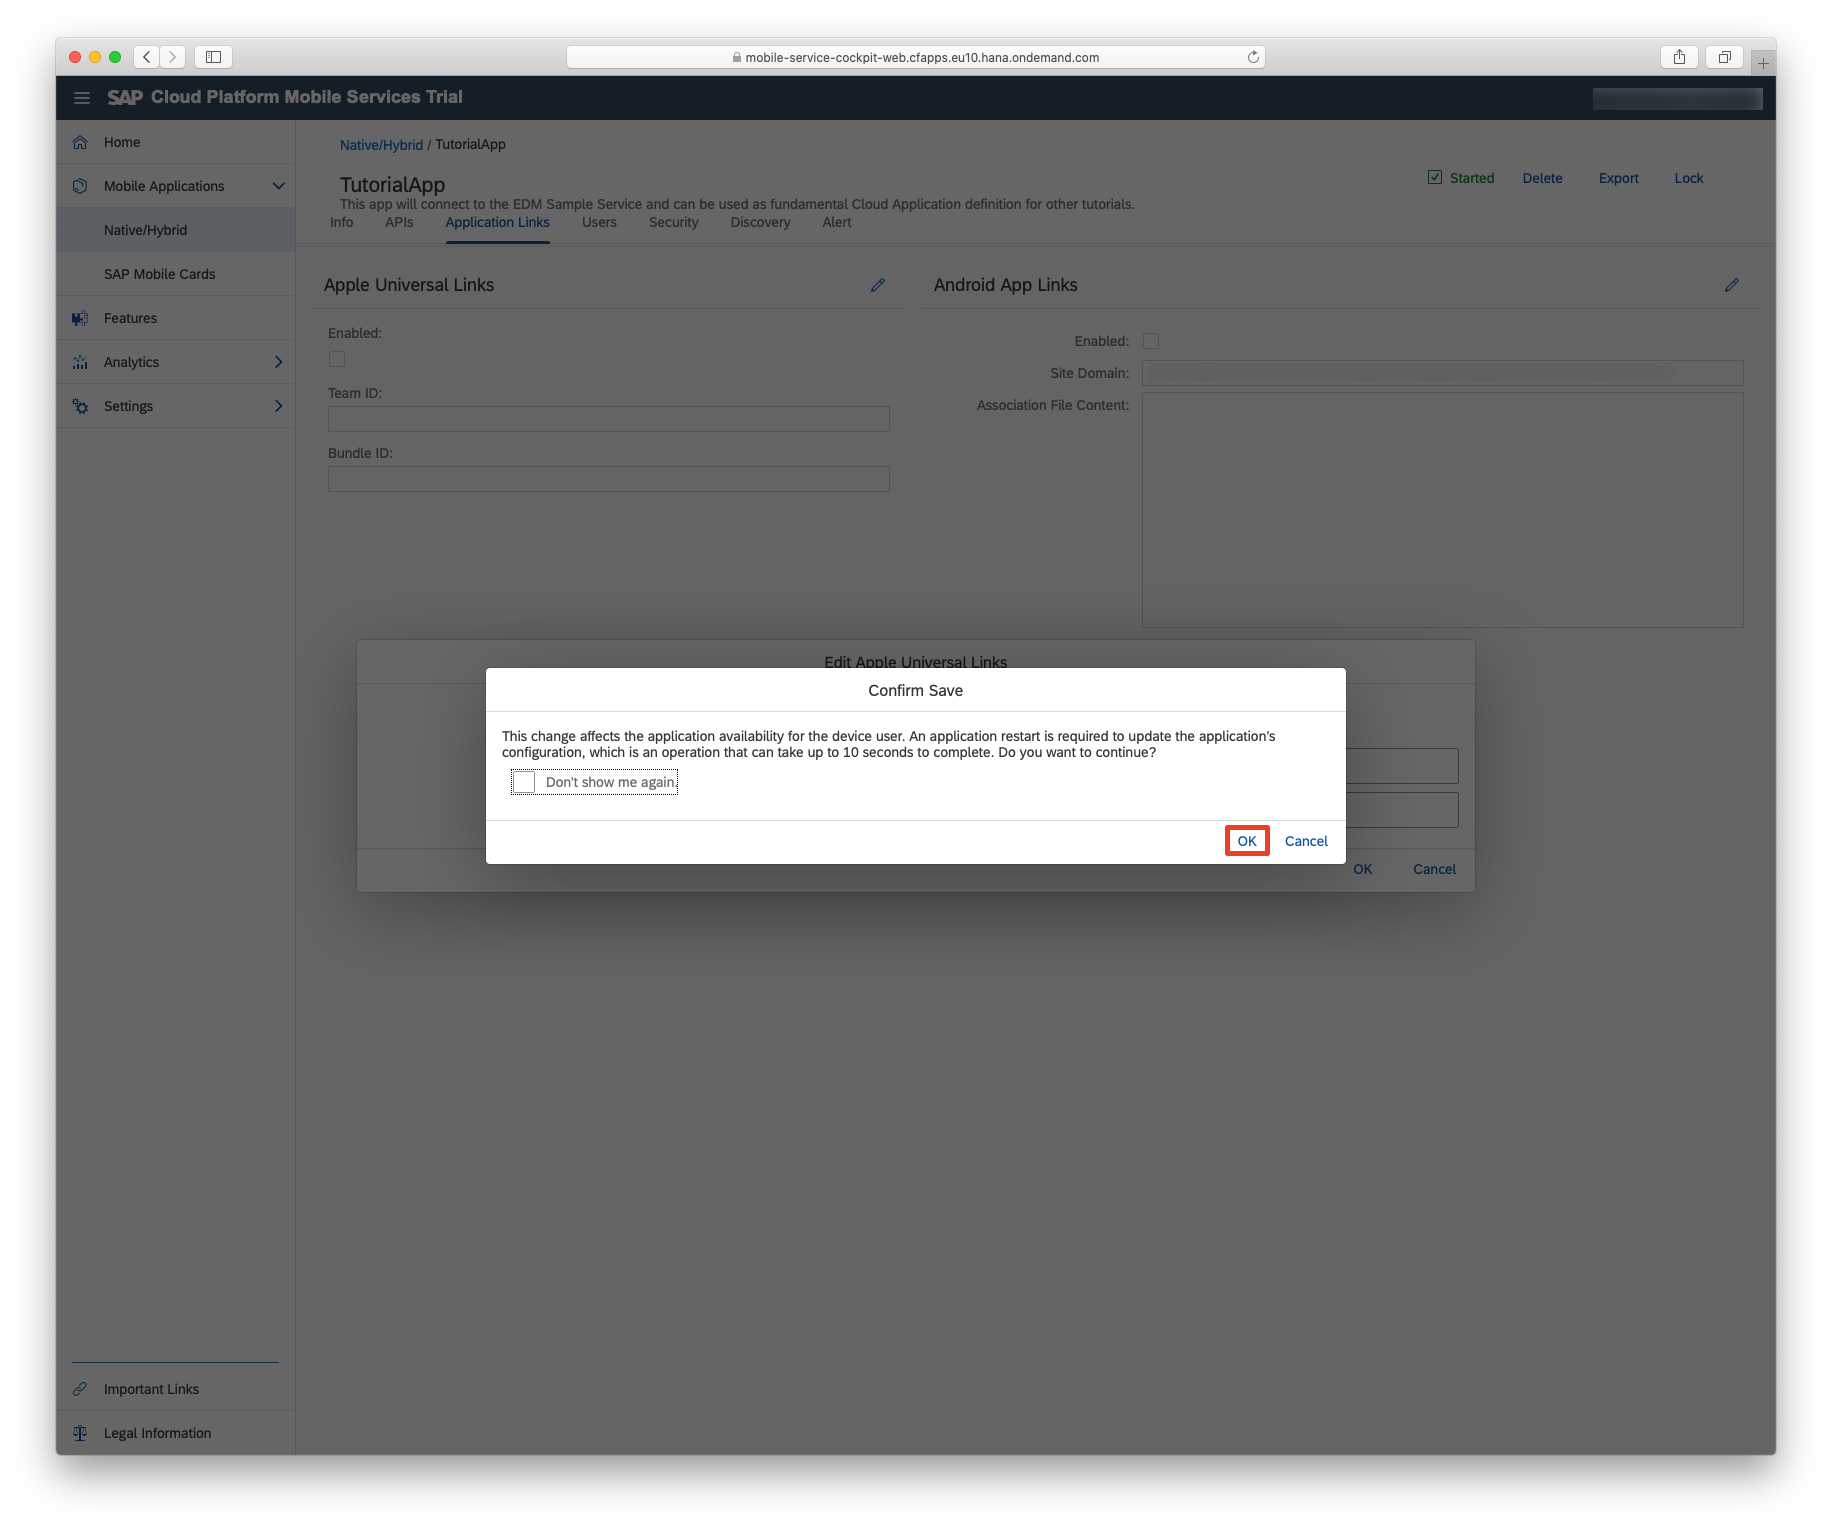 mobile-service-cockpit-web.cfapps.eu10.hana.ondemand.com
SAP Cloud Platform Mobile Services Trial
Home
Mobile Applications
Native/Hybrid
SAP Mobile Cards
Features
Analytics
Settings
Important Links
Legal Information
Native/Hybrid / TutorialApp
TutorialApp
Started
Delete
Export
Lock
This app will connect to the EDM Sample Service and can be used as fundamental Cloud Application definition for other tutorials.
Info
APIs
Application Links
Users
Security
Discovery
Alert
Apple Universal Links
Enabled:
Team ID:
Bundle ID:
Android App Links
Enabled:
Site Domain:
Association File Content:
Edit Apple Universal Links
Confirm Save
This change affects the application availability for the device user. An application restart is required to update the application's
configuration, which is an operation that can take up to 10 seconds to complete. Do you want to continue?
Don't show me again.
OK
Cancel
OK
Cancel